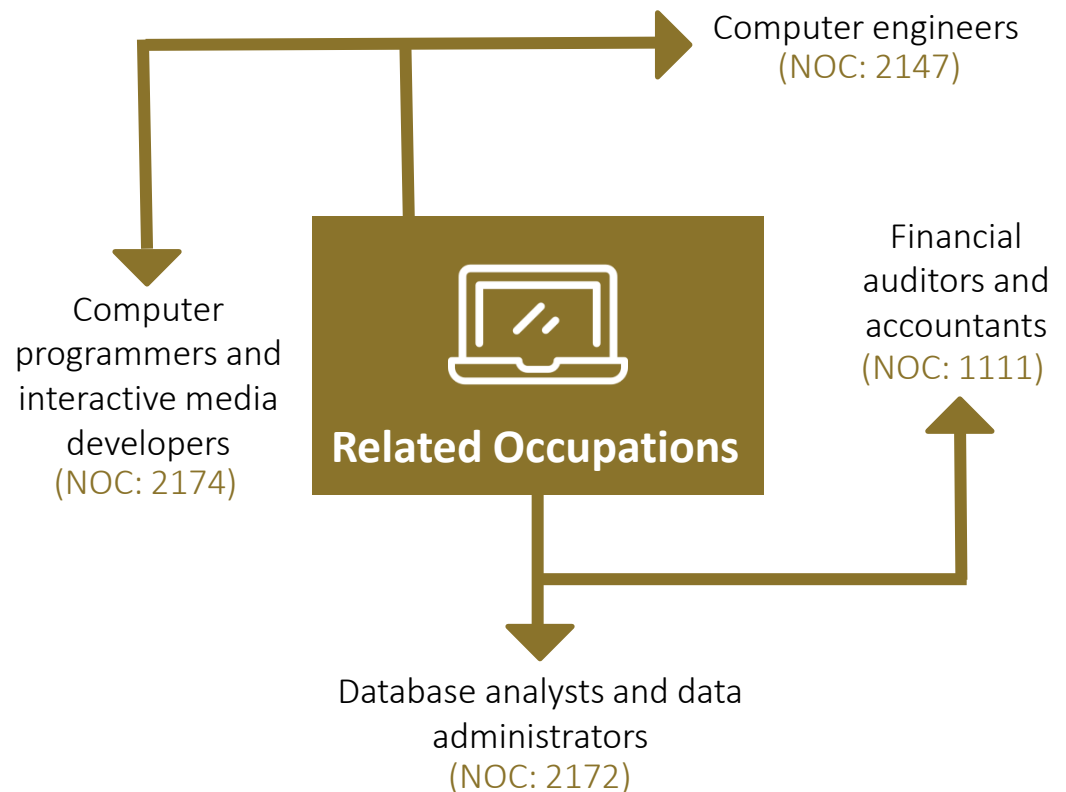 Computer engineers
(NOC: 2147)
Financial
auditors and
accountants
(NOC: 1111)
Computer
programmers and
interactive media
developers
(NOC: 2174)
Related Occupations
Database analysts and data
administrators
(NOC: 2172)